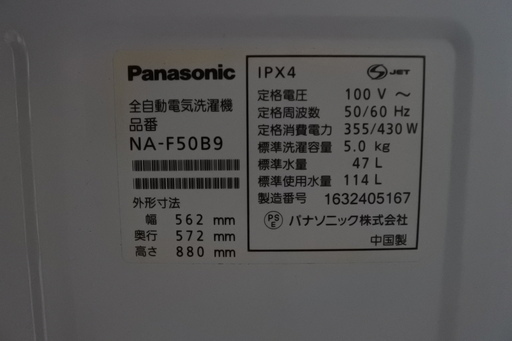 Panasonic
全自動電気洗濯機
品番
NA-F50B9
外形寸法
幅 562 mm
奥行 572 mm
高さ 880 mm
IPX4
S JET
定格電圧 100 V ～
定格周波数 50/60 Hz
定格消費電力 355/430 W
標準洗濯容量 5.0 kg
標準水量 47 L
標準使用水量 114 L
製造番号 1632405167
PSE パナソニック株式会社
中国製